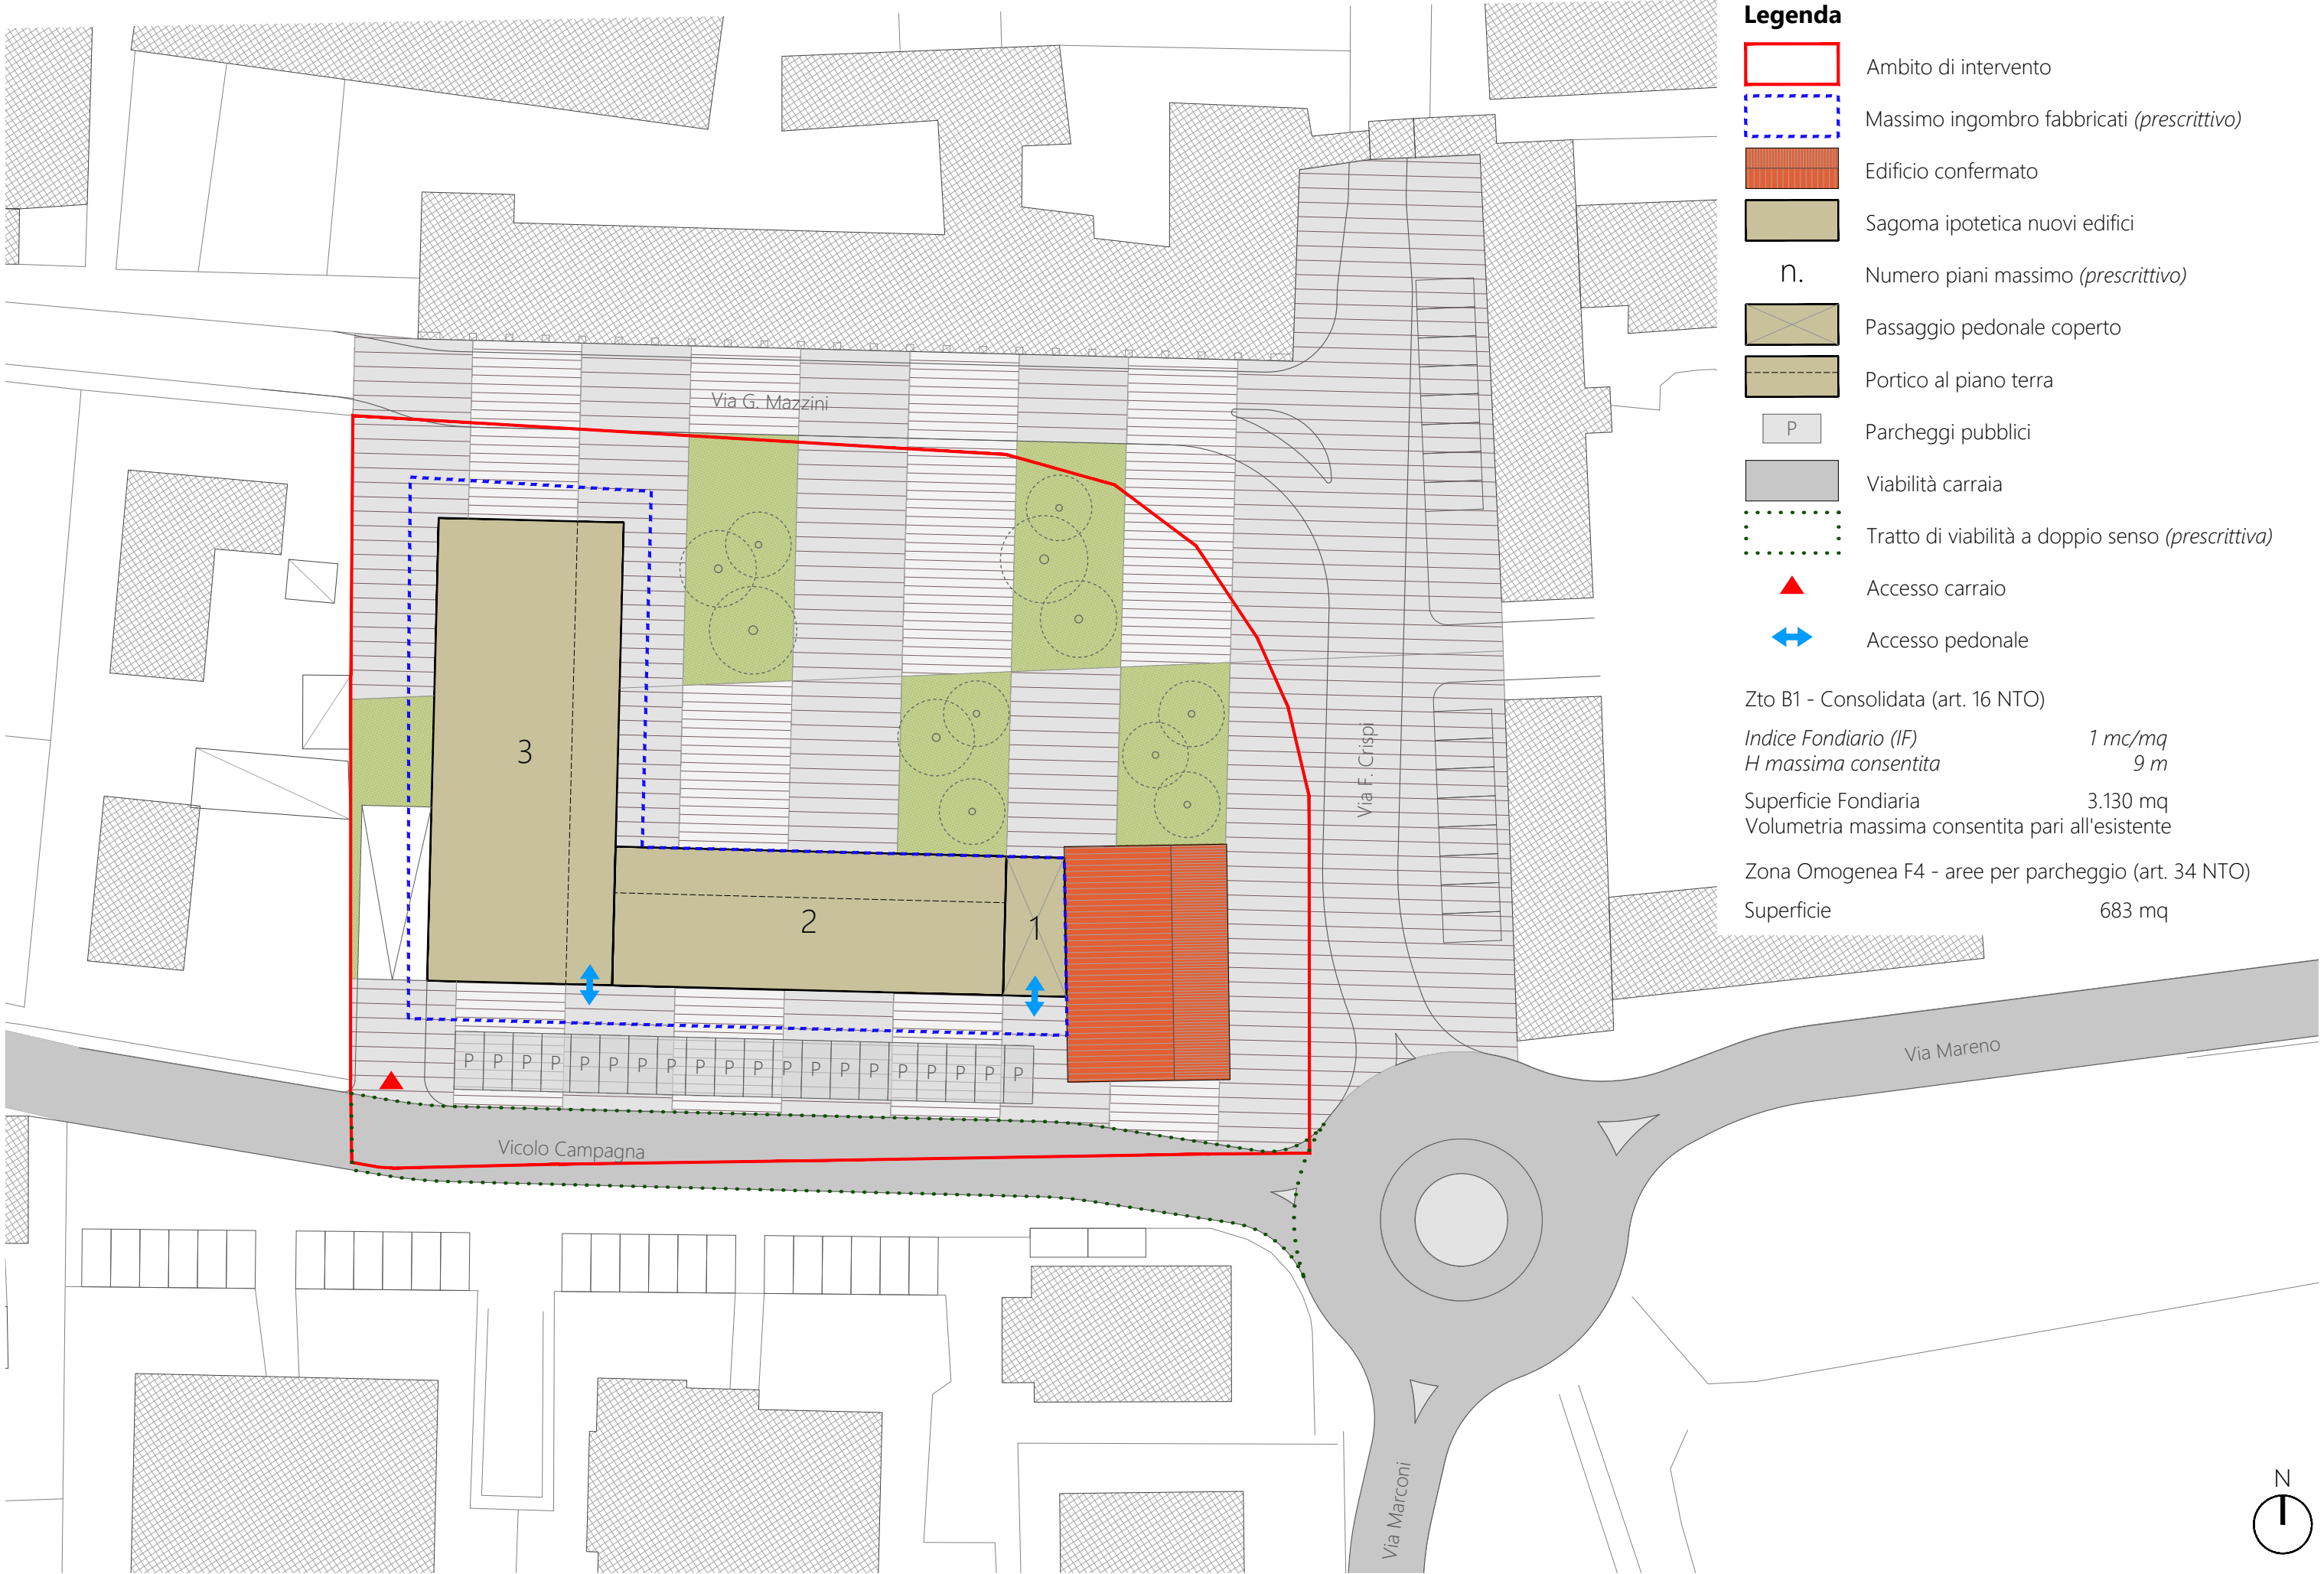 Legenda
Ambito di intervento
Massimo ingombro fabbricati (prescrittivo)
Edificio confermato
Sagoma ipotetica nuovi edifici
n. Numero piani massimo (prescrittivo)
Passaggio pedonale coperto
Portico al piano terra
P Parcheggi pubblici
Viabilità carraia
Tratto di viabilità a doppio senso (prescrittiva)
Accesso carraio
Accesso pedonale
Zto B1 - Consolidata (art. 16 NTO)
Indice Fondiario (IF) 1 mc/mq
H massima consentita 9 m
Superficie Fondiaria 3.130 mq
Volumetria massima consentita pari all'esistente
Zona Omogenea F4 - aree per parcheggio (art. 34 NTO)
Superficie 683 mq
Via G. Mazzini
Via F. Crispi
3
2
1
P P P P P P P P P P P P P P P P P P P P
Vicolo Campagna
Via Mareno
Via Marconi
N